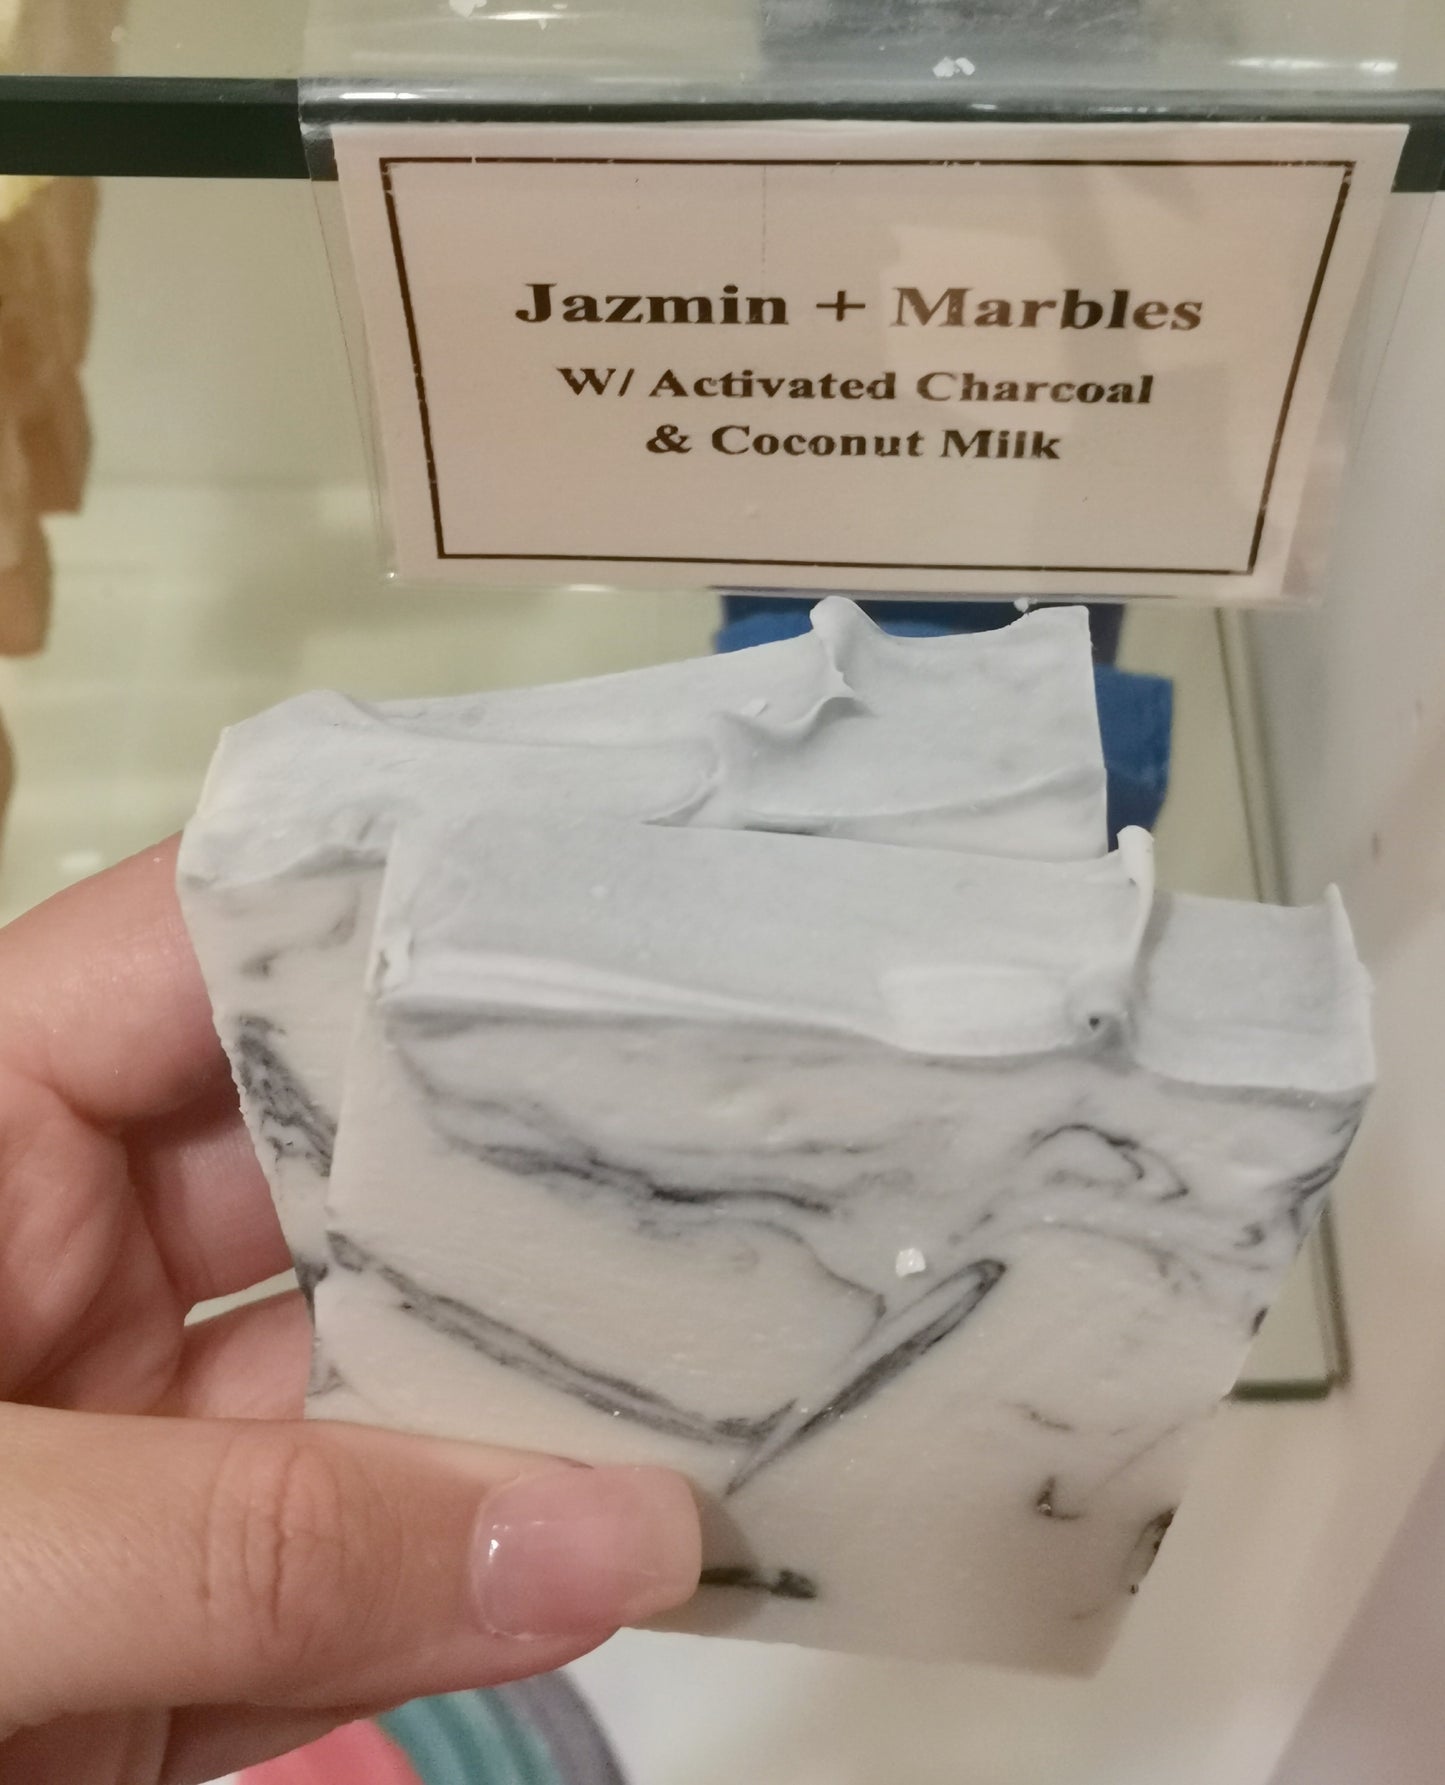 Jazmin + Marbles
W/ Activated Charcoal
& Coconut Milk